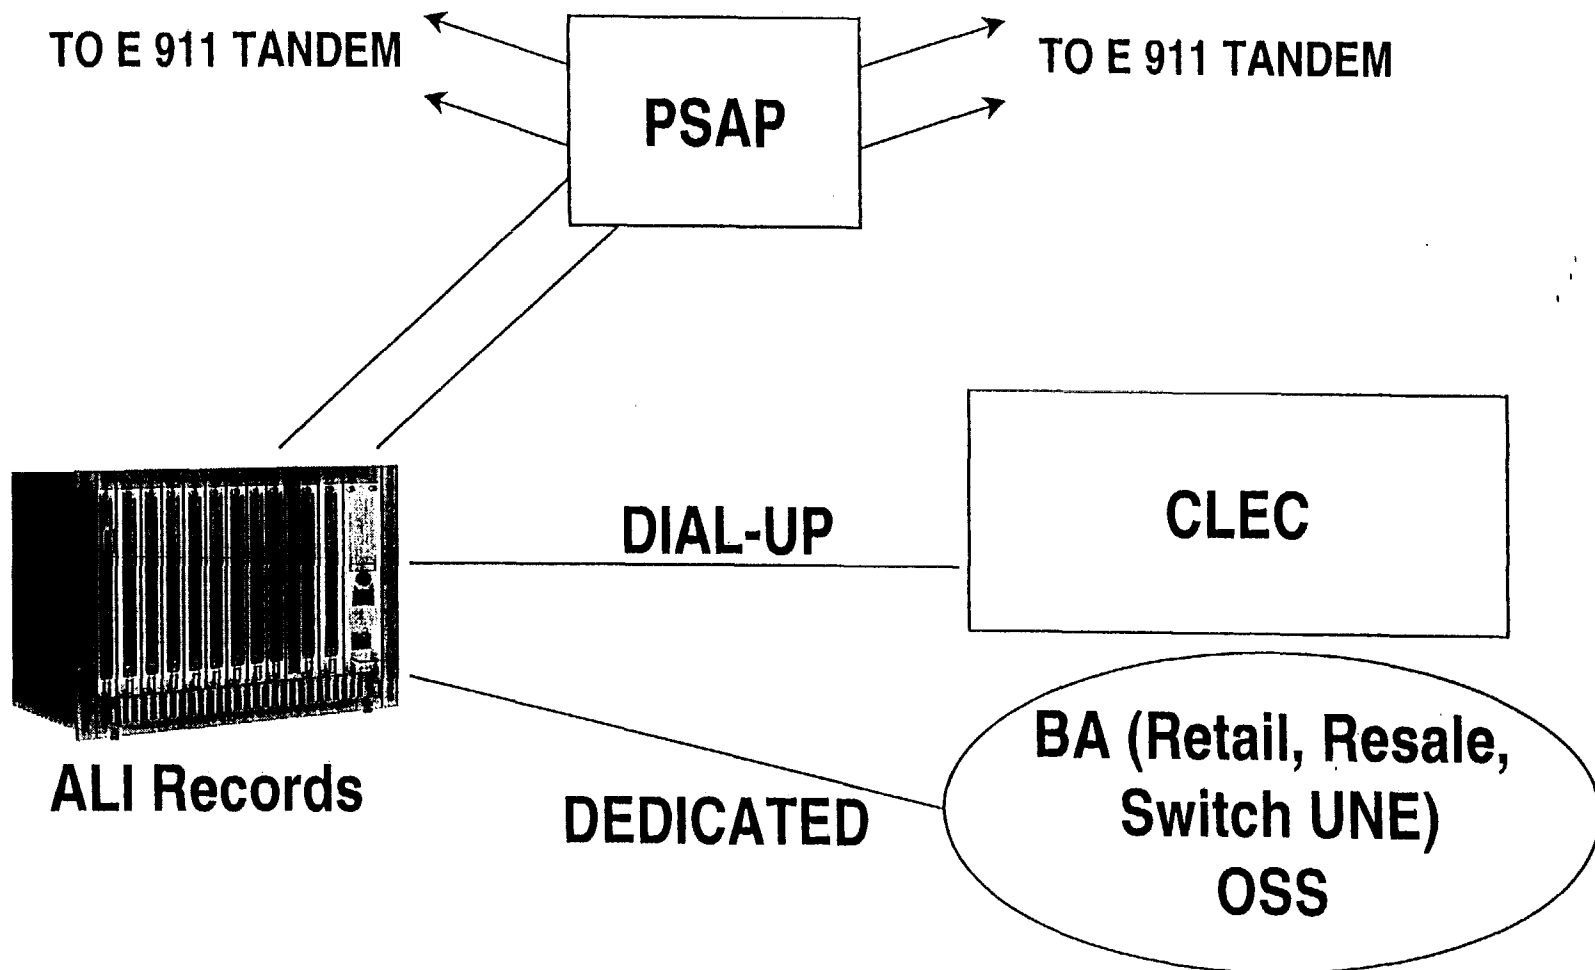 TO E 911 TANDEM
TO E 911 TANDEM
PSAP
CLEC
DIAL-UP
ALI Records
DEDICATED
BA (Retail, Resale,
Switch UNE)
OSS